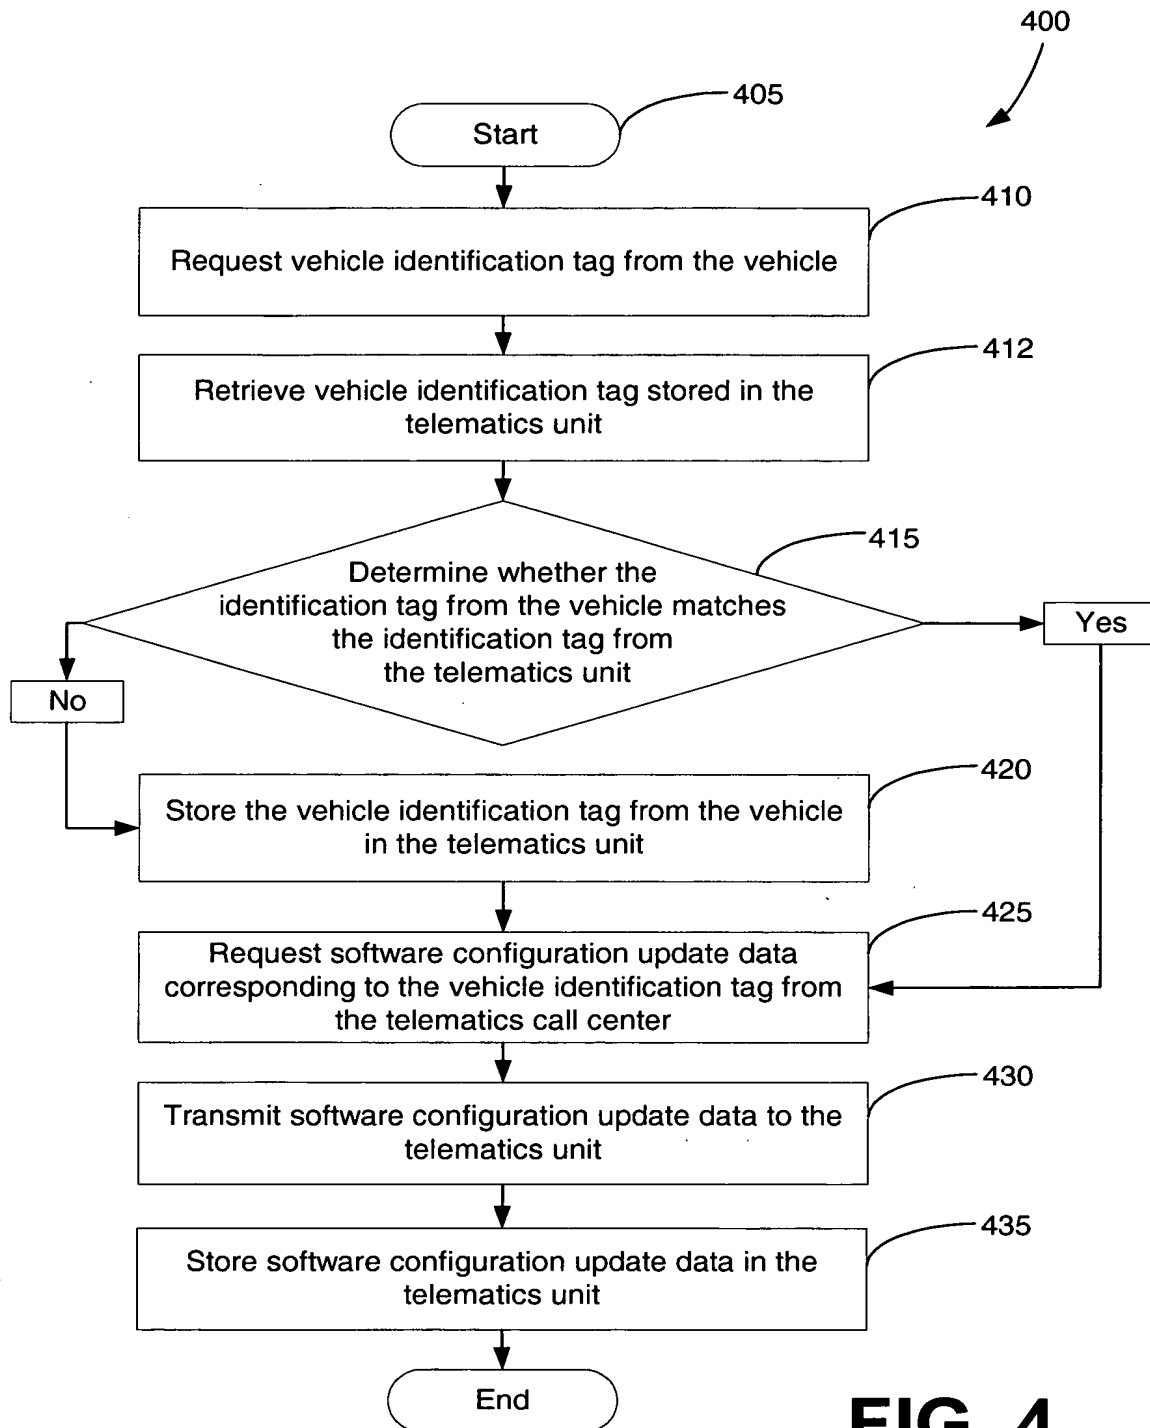 400
405
Start
410
Request vehicle identification tag from the vehicle
412
Retrieve vehicle identification tag stored in the
telematics unit
415
Determine whether the
identification tag from the vehicle matches
the identification tag from
the telematics unit
Yes
No
420
Store the vehicle identification tag from the vehicle
in the telematics unit
425
Request software configuration update data
corresponding to the vehicle identification tag from
the telematics call center
430
Transmit software configuration update data to the
telematics unit
435
Store software configuration update data in the
telematics unit
End
FIG. 4